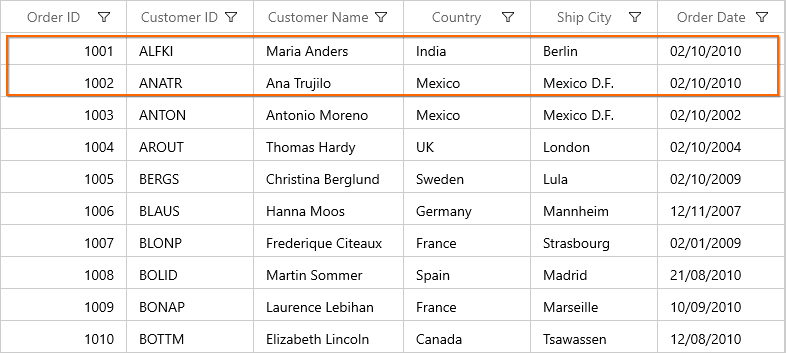 Order ID Customer ID Customer Name Country Ship City Order Date
1001 ALFKI Maria Anders India Berlin 02/10/2010
1002 ANATR Ana Trujilo Mexico Mexico D.F. 02/10/2010
1003 ANTON Antonio Moreno Mexico Mexico D.F. 02/10/2002
1004 AROUT Thomas Hardy UK London 02/10/2004
1005 BERGS Christina Berglund Sweden Lula 02/10/2009
1006 BLAUS Hanna Moos Germany Mannheim 12/11/2007
1007 BLONP Frederique Citeaux France Strasbourg 02/01/2009
1008 BOLID Martin Sommer Spain Madrid 21/08/2010
1009 BONAP Laurence Lebihan France Marseille 10/09/2010
1010 BOTTM Elizabeth Lincoln Canada Tsawassen 12/08/2010